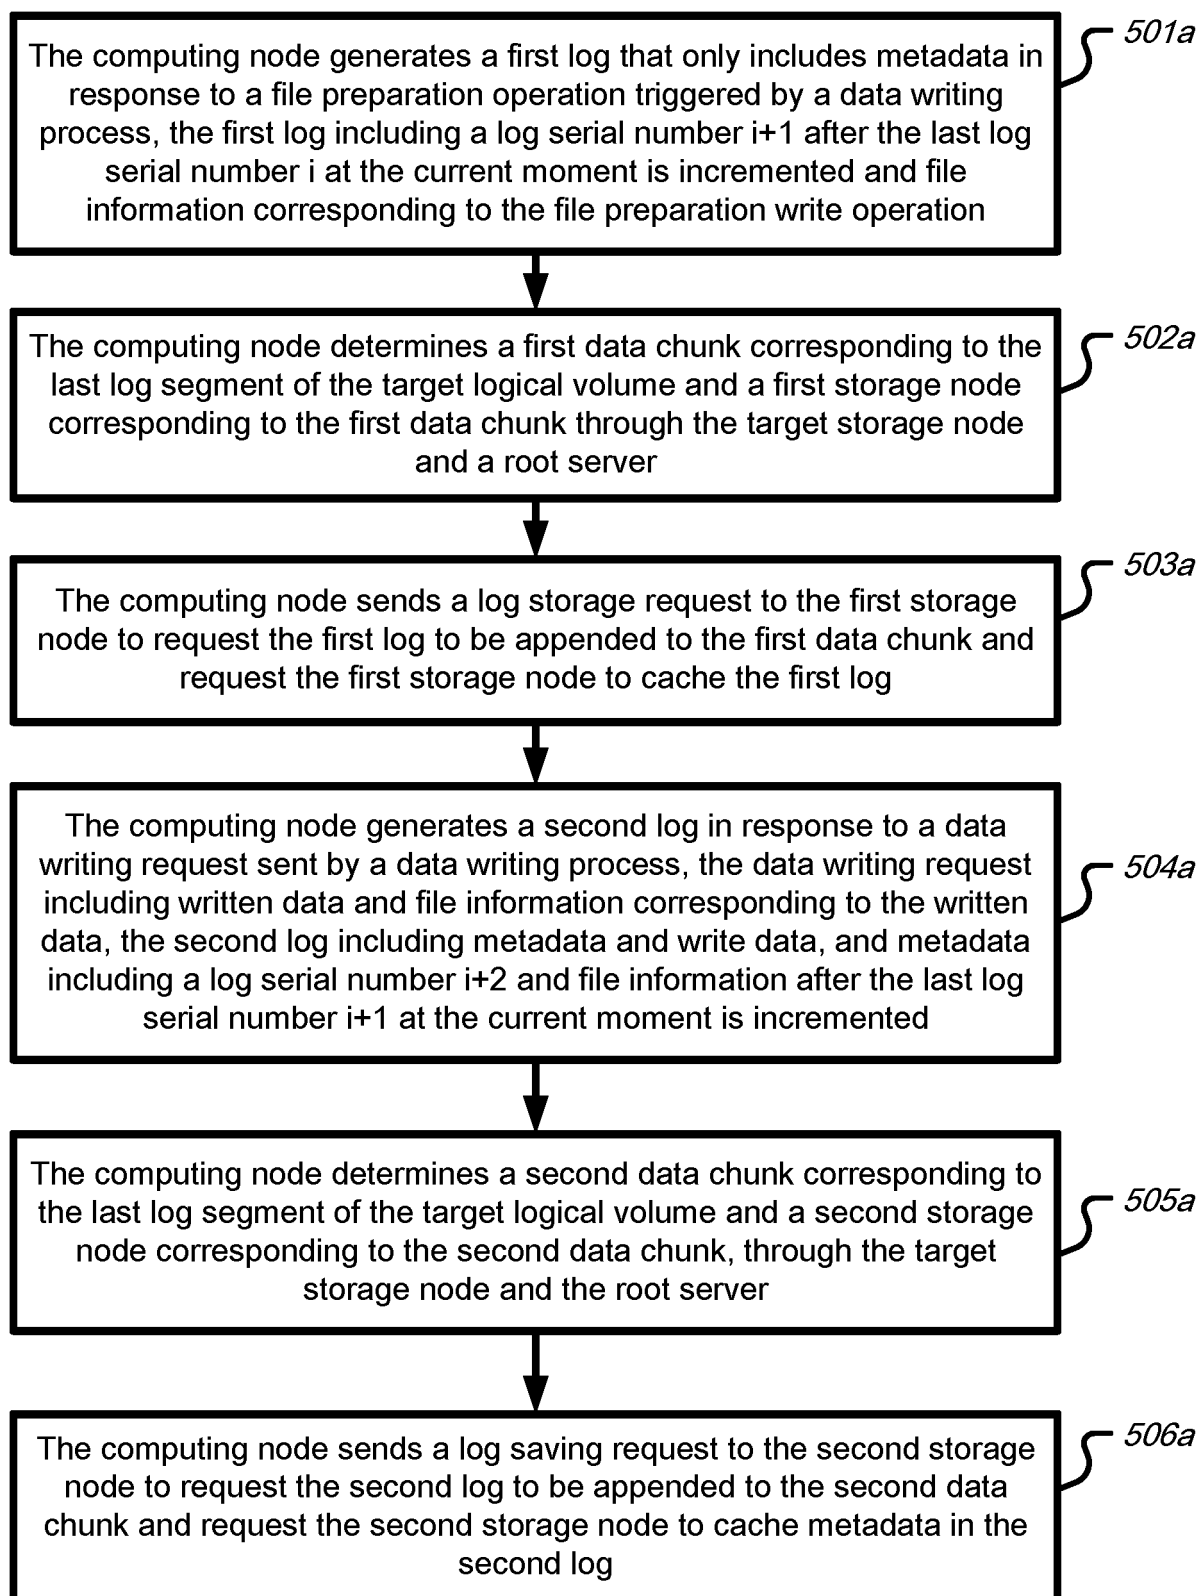 The computing node generates a first log that only includes metadata in
response to a file preparation operation triggered by a data writing
process, the first log including a log serial number i+1 after the last log
serial number i at the current moment is incremented and file
information corresponding to the file preparation write operation
501a
The computing node determines a first data chunk corresponding to the
last log segment of the target logical volume and a first storage node
corresponding to the first data chunk through the target storage node
and a root server
502a
The computing node sends a log storage request to the first storage
node to request the first log to be appended to the first data chunk and
request the first storage node to cache the first log
503a
The computing node generates a second log in response to a data
writing request sent by a data writing process, the data writing request
including written data and file information corresponding to the written
data, the second log including metadata and write data, and metadata
including a log serial number i+2 and file information after the last log
serial number i+1 at the current moment is incremented
504a
The computing node determines a second data chunk corresponding to
the last log segment of the target logical volume and a second storage
node corresponding to the second data chunk, through the target
storage node and the root server
505a
The computing node sends a log saving request to the second storage
node to request the second log to be appended to the second data
chunk and request the second storage node to cache metadata in the
second log
506a